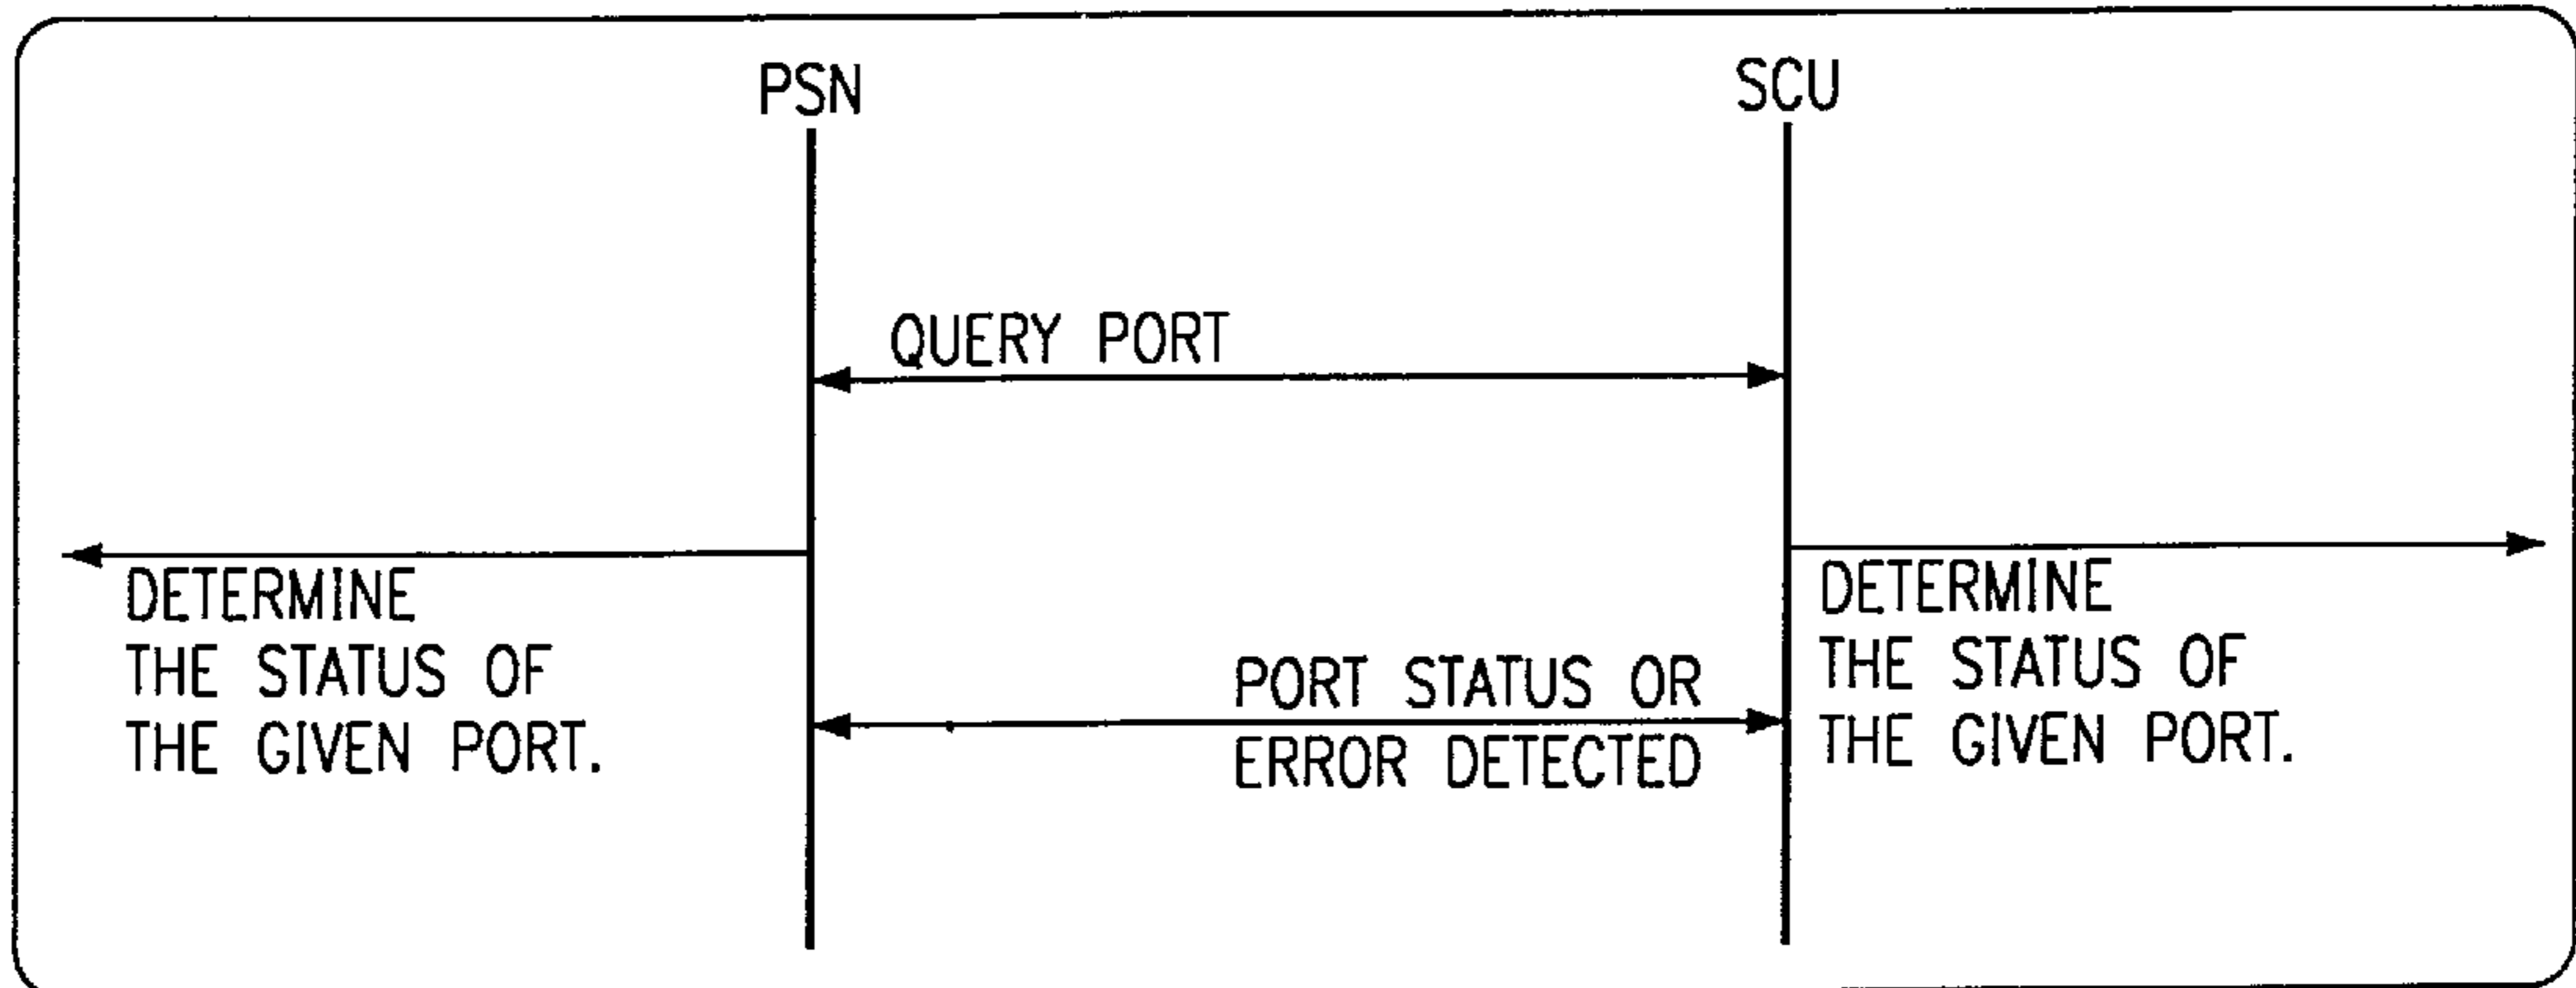 PSN
SCU
QUERY PORT
DETERMINE
THE STATUS OF
THE GIVEN PORT.
PORT STATUS OR
ERROR DETECTED
DETERMINE
THE STATUS OF
THE GIVEN PORT.